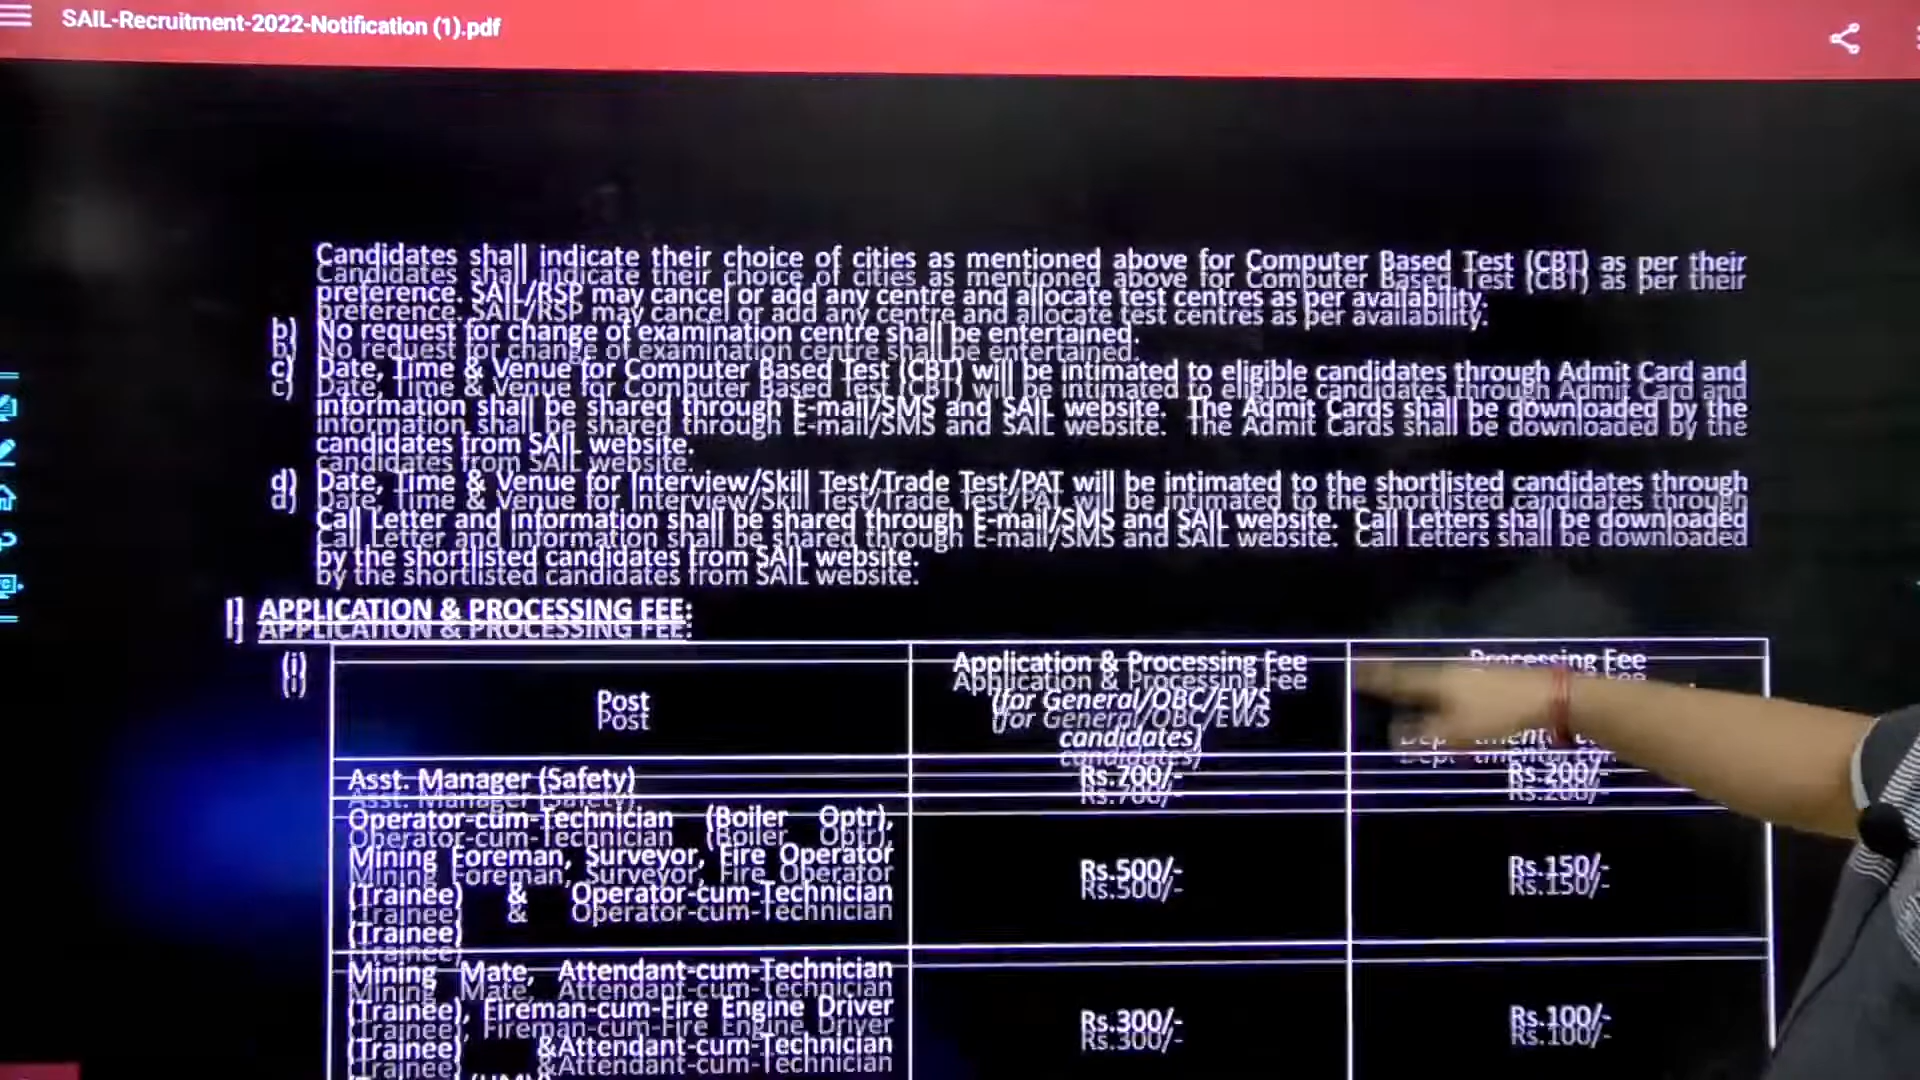 SAIL-Recruitment-2022-Notification (1).pdf
Candidates shall indicate their choice of cities as mentioned above for Computer Based Test (CBT) as per their
preference. SAIL/RSP may cancel or add any centre and allocate test centres as per availability.
b) No request for change of examination centre shall be entertained.
c) Date, Time & Venue for Computer Based Test (CBT) will be intimated to eligible candidates through Admit Card and
information shall be shared through E-mail/SMS and SAIL website. The Admit Cards shall be downloaded by the
candidates from SAIL website.
d) Date, Time & Venue for Interview/Skill Test/Trade Test/PAT will be intimated to the shortlisted candidates through
Call Letter and information shall be shared through E-mail/SMS and SAIL website. Call Letters shall be downloaded
by the shortlisted candidates from SAIL website.
I] APPLICATION & PROCESSING FEE:
(i)
Post
Application & Processing Fee
(for General/OBC/EWS
candidates)
Processing Fee
Asst. Manager (Safety)
Rs.700/-
Rs.200/-
Operator-cum-Technician (Boiler Optr),
Mining Foreman, Surveyor, Fire Operator
(Trainee) & Operator-cum-Technician
(Trainee)
Rs.500/-
Rs.150/-
Mining Mate, Attendant-cum-Technician
(Trainee), Fireman-cum-Fire Engine Driver
(Trainee) &Attendant-cum-Technician
Rs.300/-
Rs.100/-